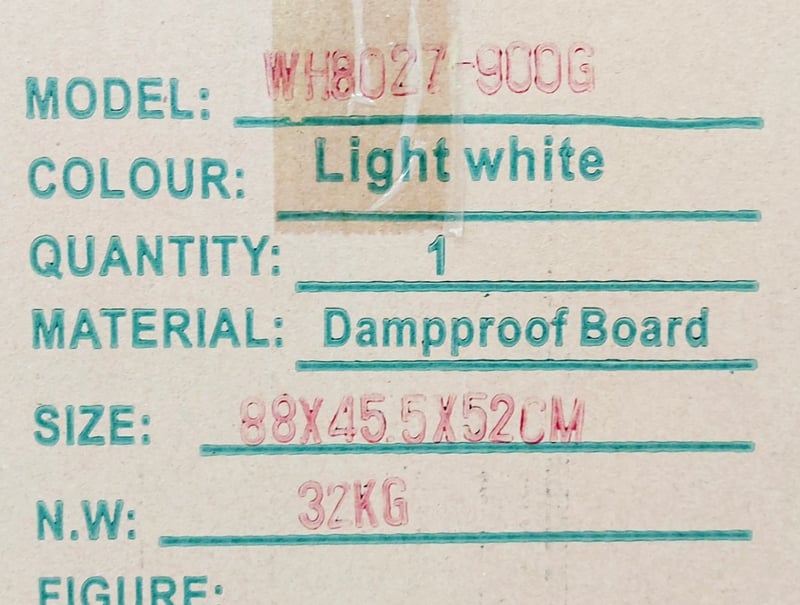 MODEL: WH8027-900G
COLOUR: Light white
QUANTITY: 1
MATERIAL: Dampproof Board
SIZE: 88X45.5X52CM
N.W: 32KG
FIGURE: